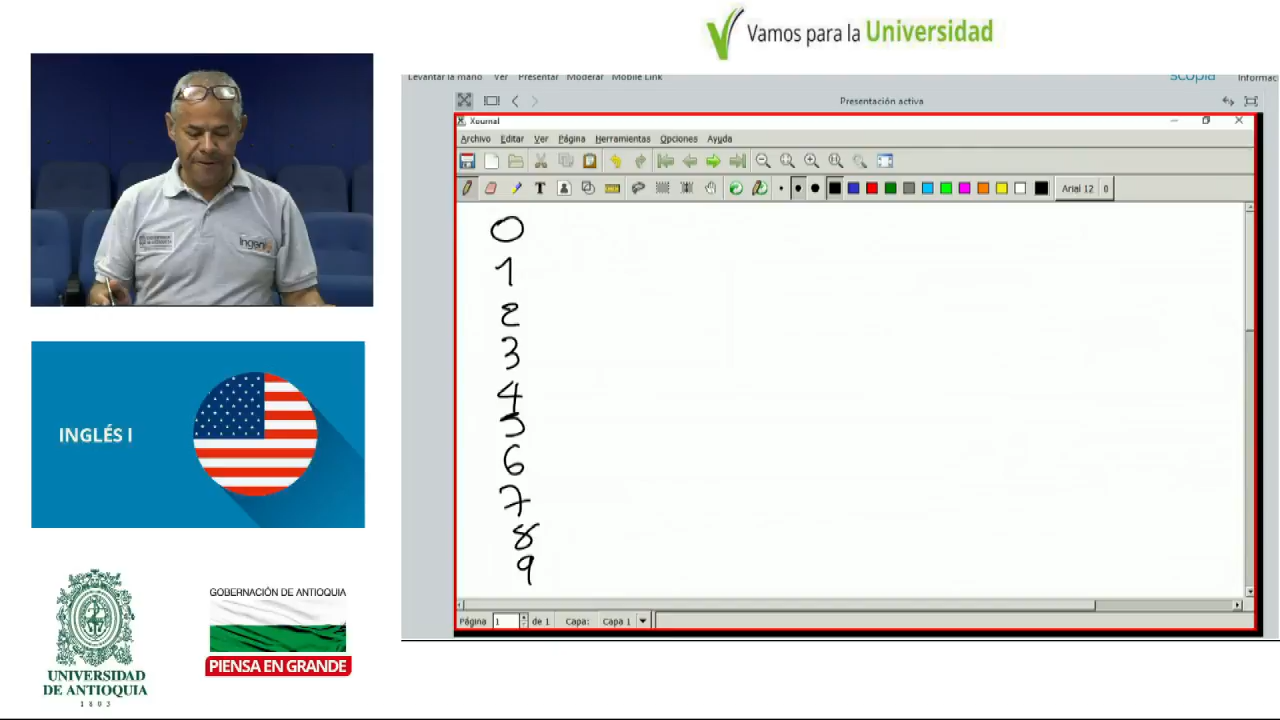 Vamos para la Universidad
Levantar la mano Ver Presentar Moderar Mobile Link
scopia
Presentación activa
Xournal
Archivo Editar Ver Página Herramientas Opciones Ayuda
T
Arial 12
0
1
2
3
4
5
6
7
8
9
Página 1 de 1 Capa: Capa 1
INGLÉS I
UNIVERSIDAD
DE ANTIOQUIA
1803
GOBERNACIÓN DE ANTIOQUIA
PIENSA EN GRANDE